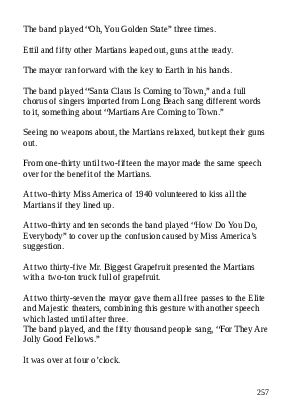 The band played “Oh, You Golden State” three times.
Ettil and fifty other Martians leaped out, guns at the ready.
The mayor ran forward with the key to Earth in his hands.
The band played “Santa Claus Is Coming to Town,” and a full
chorus of singers imported from Long Beach sang different words
to it, something about “Martians Are Coming to Town.”
Seeing no weapons about, the Martians relaxed, but kept their guns
out.
From one-thirty until two-fifteen the mayor made the same speech
over for the benefit of the Martians.
At two-thirty Miss America of 1940 volunteered to kiss all the
Martians if they lined up.
At two-thirty and ten seconds the band played “How Do You Do,
Everybody” to cover up the confusion caused by Miss America’s
suggestion.
At two thirty-five Mr. Biggest Grapefruit presented the Martians
with a two-ton truck full of grapefruit.
At two thirty-seven the mayor gave them all free passes to the Elite
and Majestic theaters, combining this gesture with another speech
which lasted until after three.
The band played, and the fifty thousand people sang, “For They Are
Jolly Good Fellows.”
It was over at four o’clock.
257